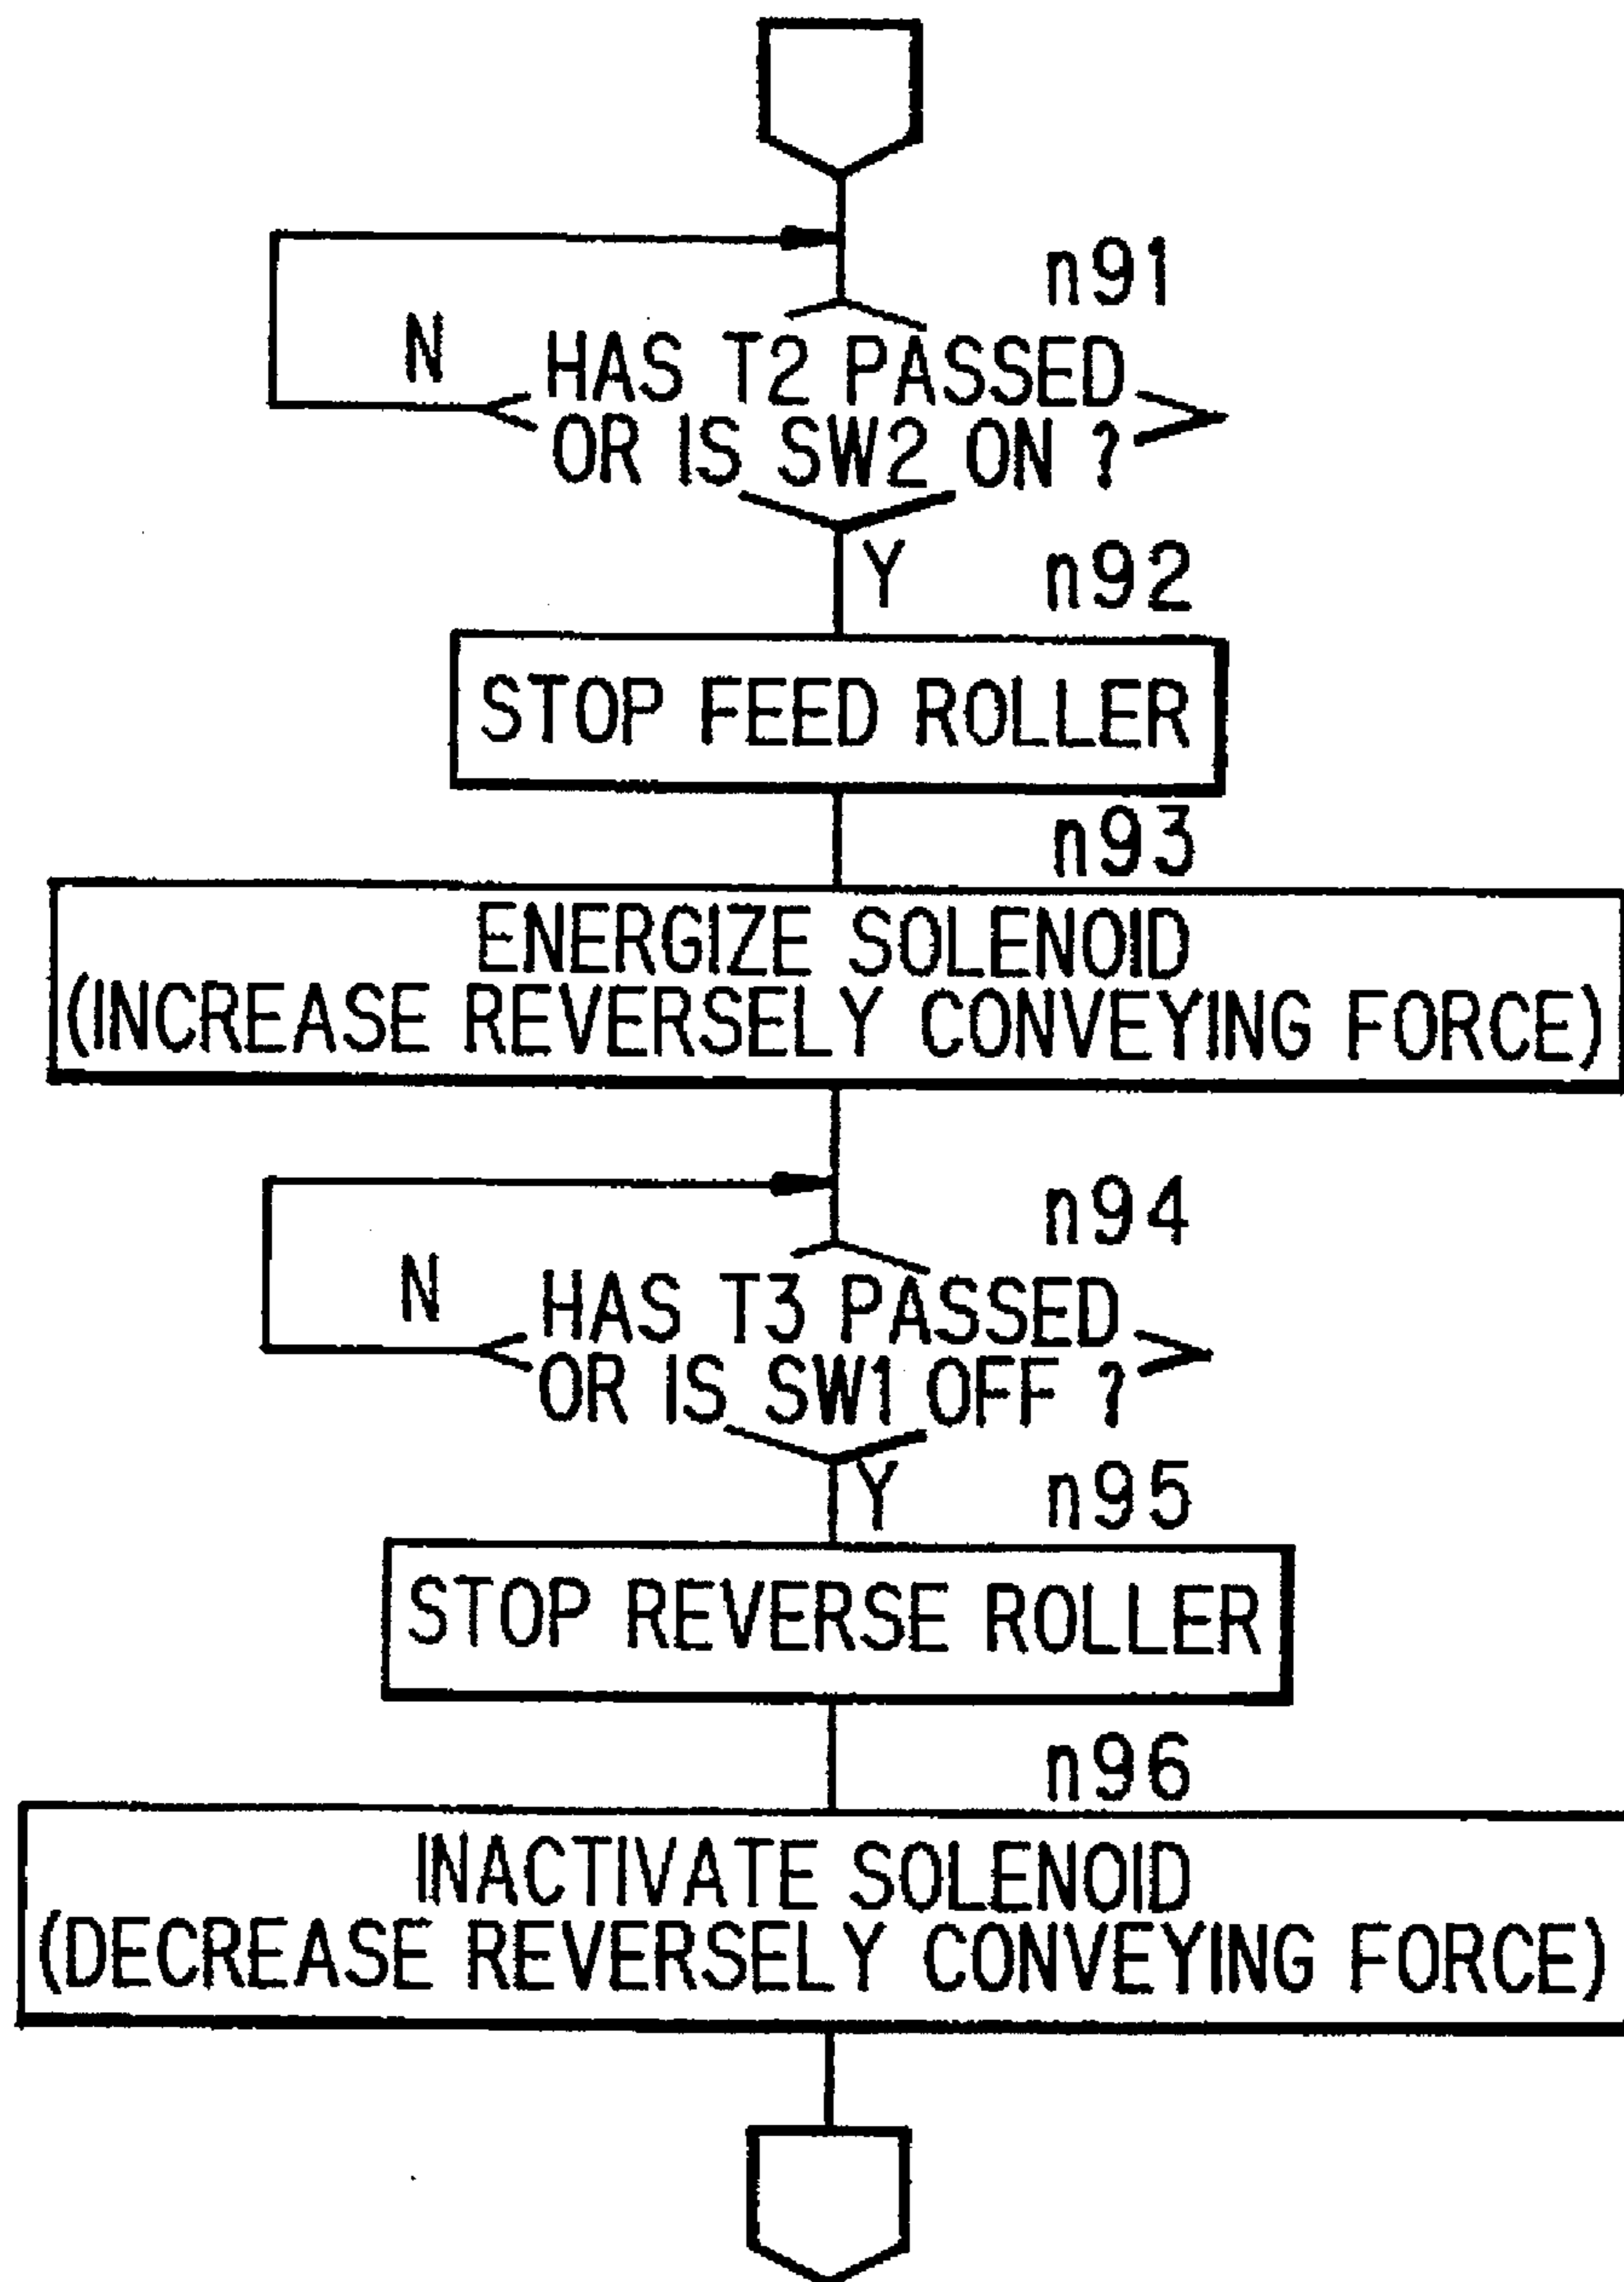 n91
N
HAS T2 PASSED
OR IS SW2 ON ?
Y
n92
STOP FEED ROLLER
n93
ENERGIZE SOLENOID
(INCREASE REVERSELY CONVEYING FORCE)
n94
N
HAS T3 PASSED
OR IS SW1 OFF ?
Y
n95
STOP REVERSE ROLLER
n96
INACTIVATE SOLENOID
(DECREASE REVERSELY CONVEYING FORCE)